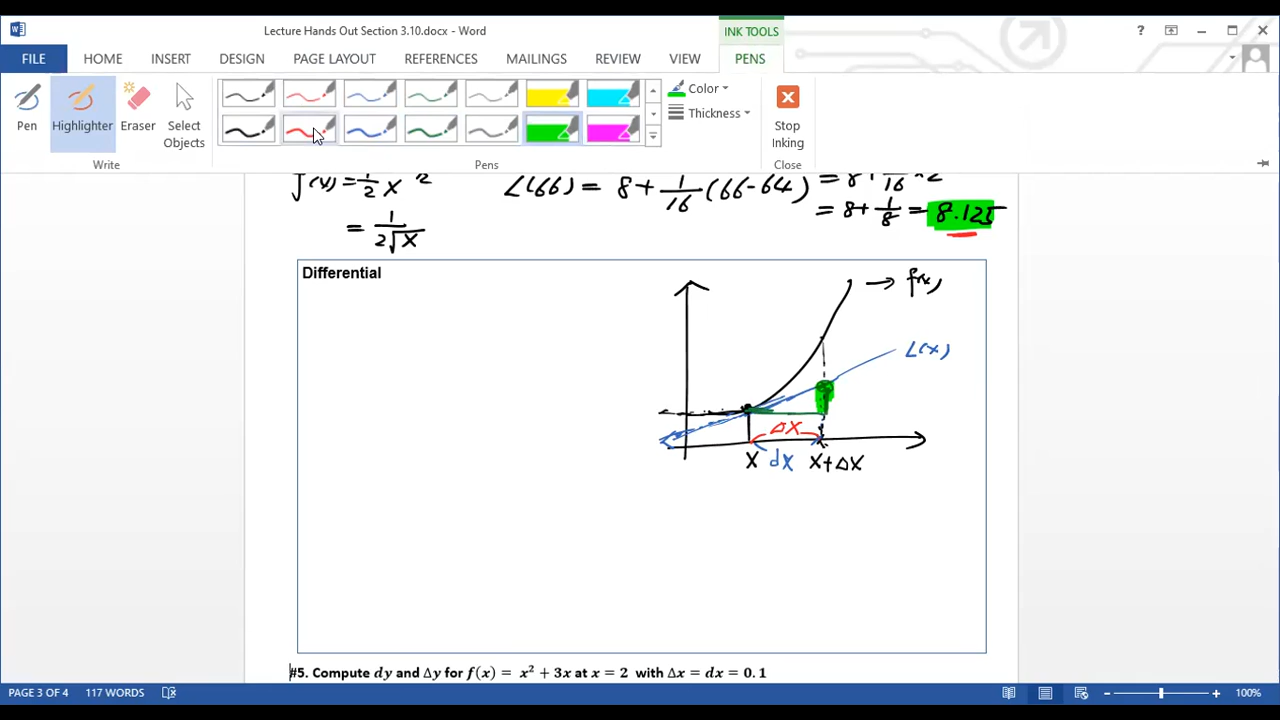 Lecture Hands Out Section 3.10.docx - Word
INK TOOLS
?
FILE HOME INSERT DESIGN PAGE LAYOUT REFERENCES MAILINGS REVIEW VIEW PENS
Pen Highlighter Eraser Select Objects
Color
Thickness
Stop Inking
Write Pens Close
L(66) = 8 + 1/16 (66-64)
= 8 + 1/8 = 8.125
= 1/2√x
Differential
→ f(x)
L(x)
Δx
x dx x+Δx
#5. Compute dy and Δy for f(x) = x² + 3x at x = 2 with Δx = dx = 0.1
PAGE 3 OF 4 117 WORDS 100%